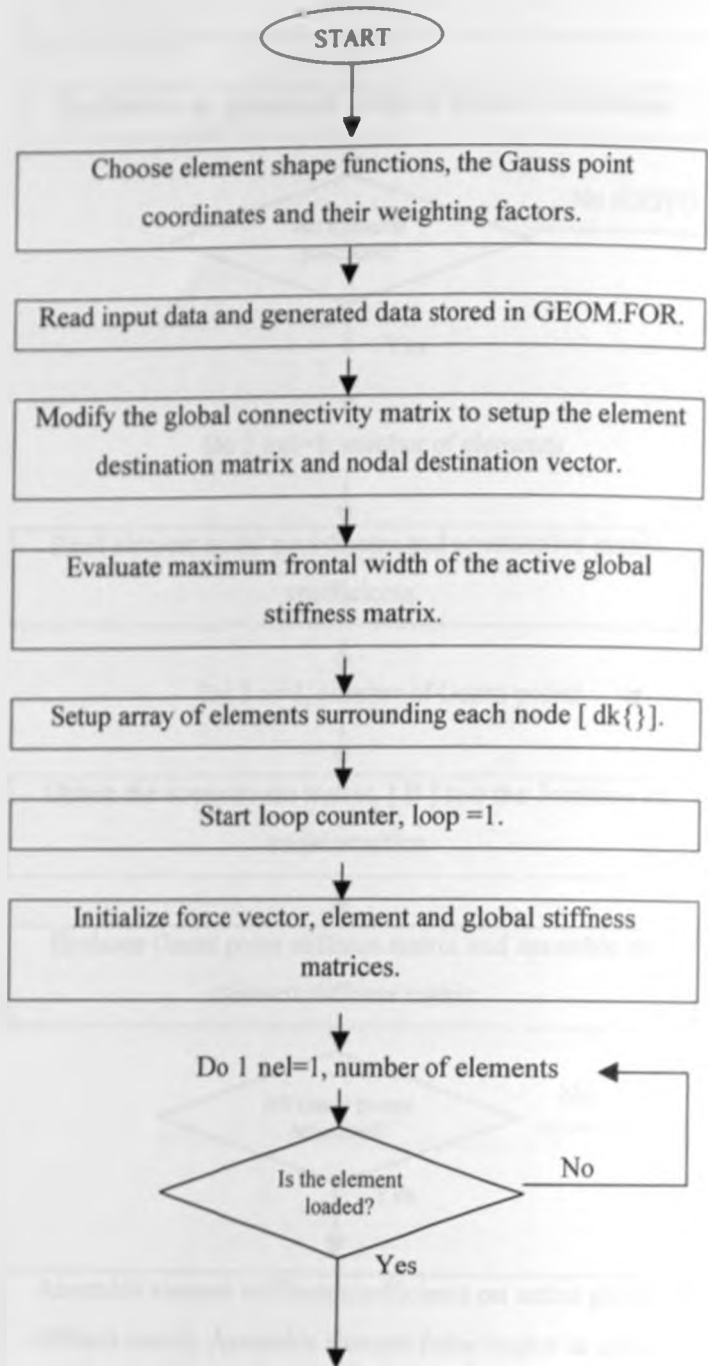 START
Choose element shape functions, the Gauss point
coordinates and their weighting factors.
Read input data and generated data stored in GEOM.FOR.
Modify the global connectivity matrix to setup the element
destination matrix and nodal destination vector.
Evaluate maximum frontal width of the active global
stiffness matrix.
Setup array of elements surrounding each node [ dk{}].
Start loop counter, loop =1.
Initialize force vector, element and global stiffness
matrices.
Do 1 nel=1, number of elements
Is the element
loaded?
No
Yes